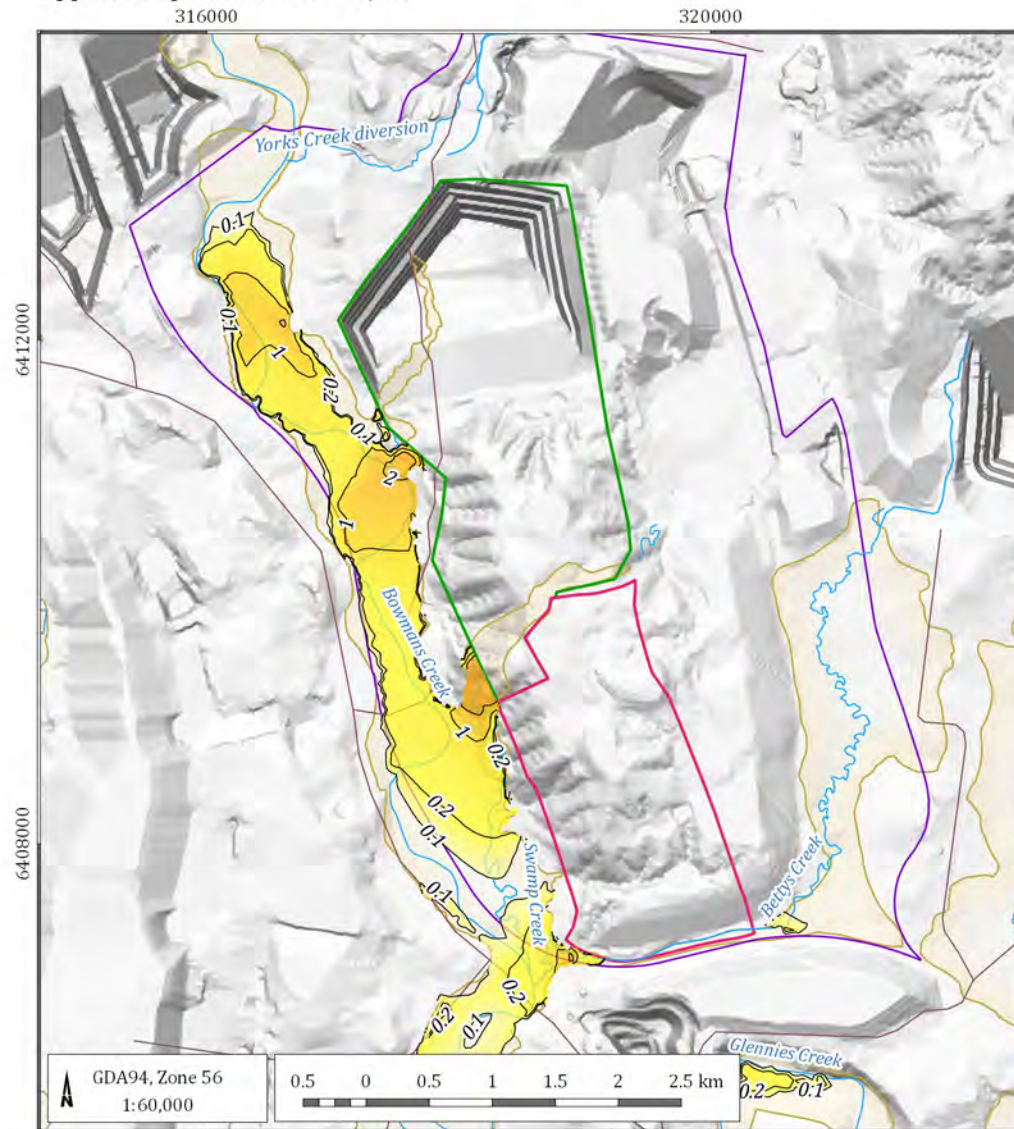 316000
320000
6412000
6408000
Yorks Creek diversion
0.1
0.1
1
0.2
0.1
2
1
Bowmans Creek
1
0.2
0.2
0.1
0.1
Swamp Creek
Bettys Creek
0.2
0.2
0.1
Glennies Creek
0.2
0.1
GDA94, Zone 56
1:60,000
N
0.5 0 0.5 1 1.5 2 2.5 km